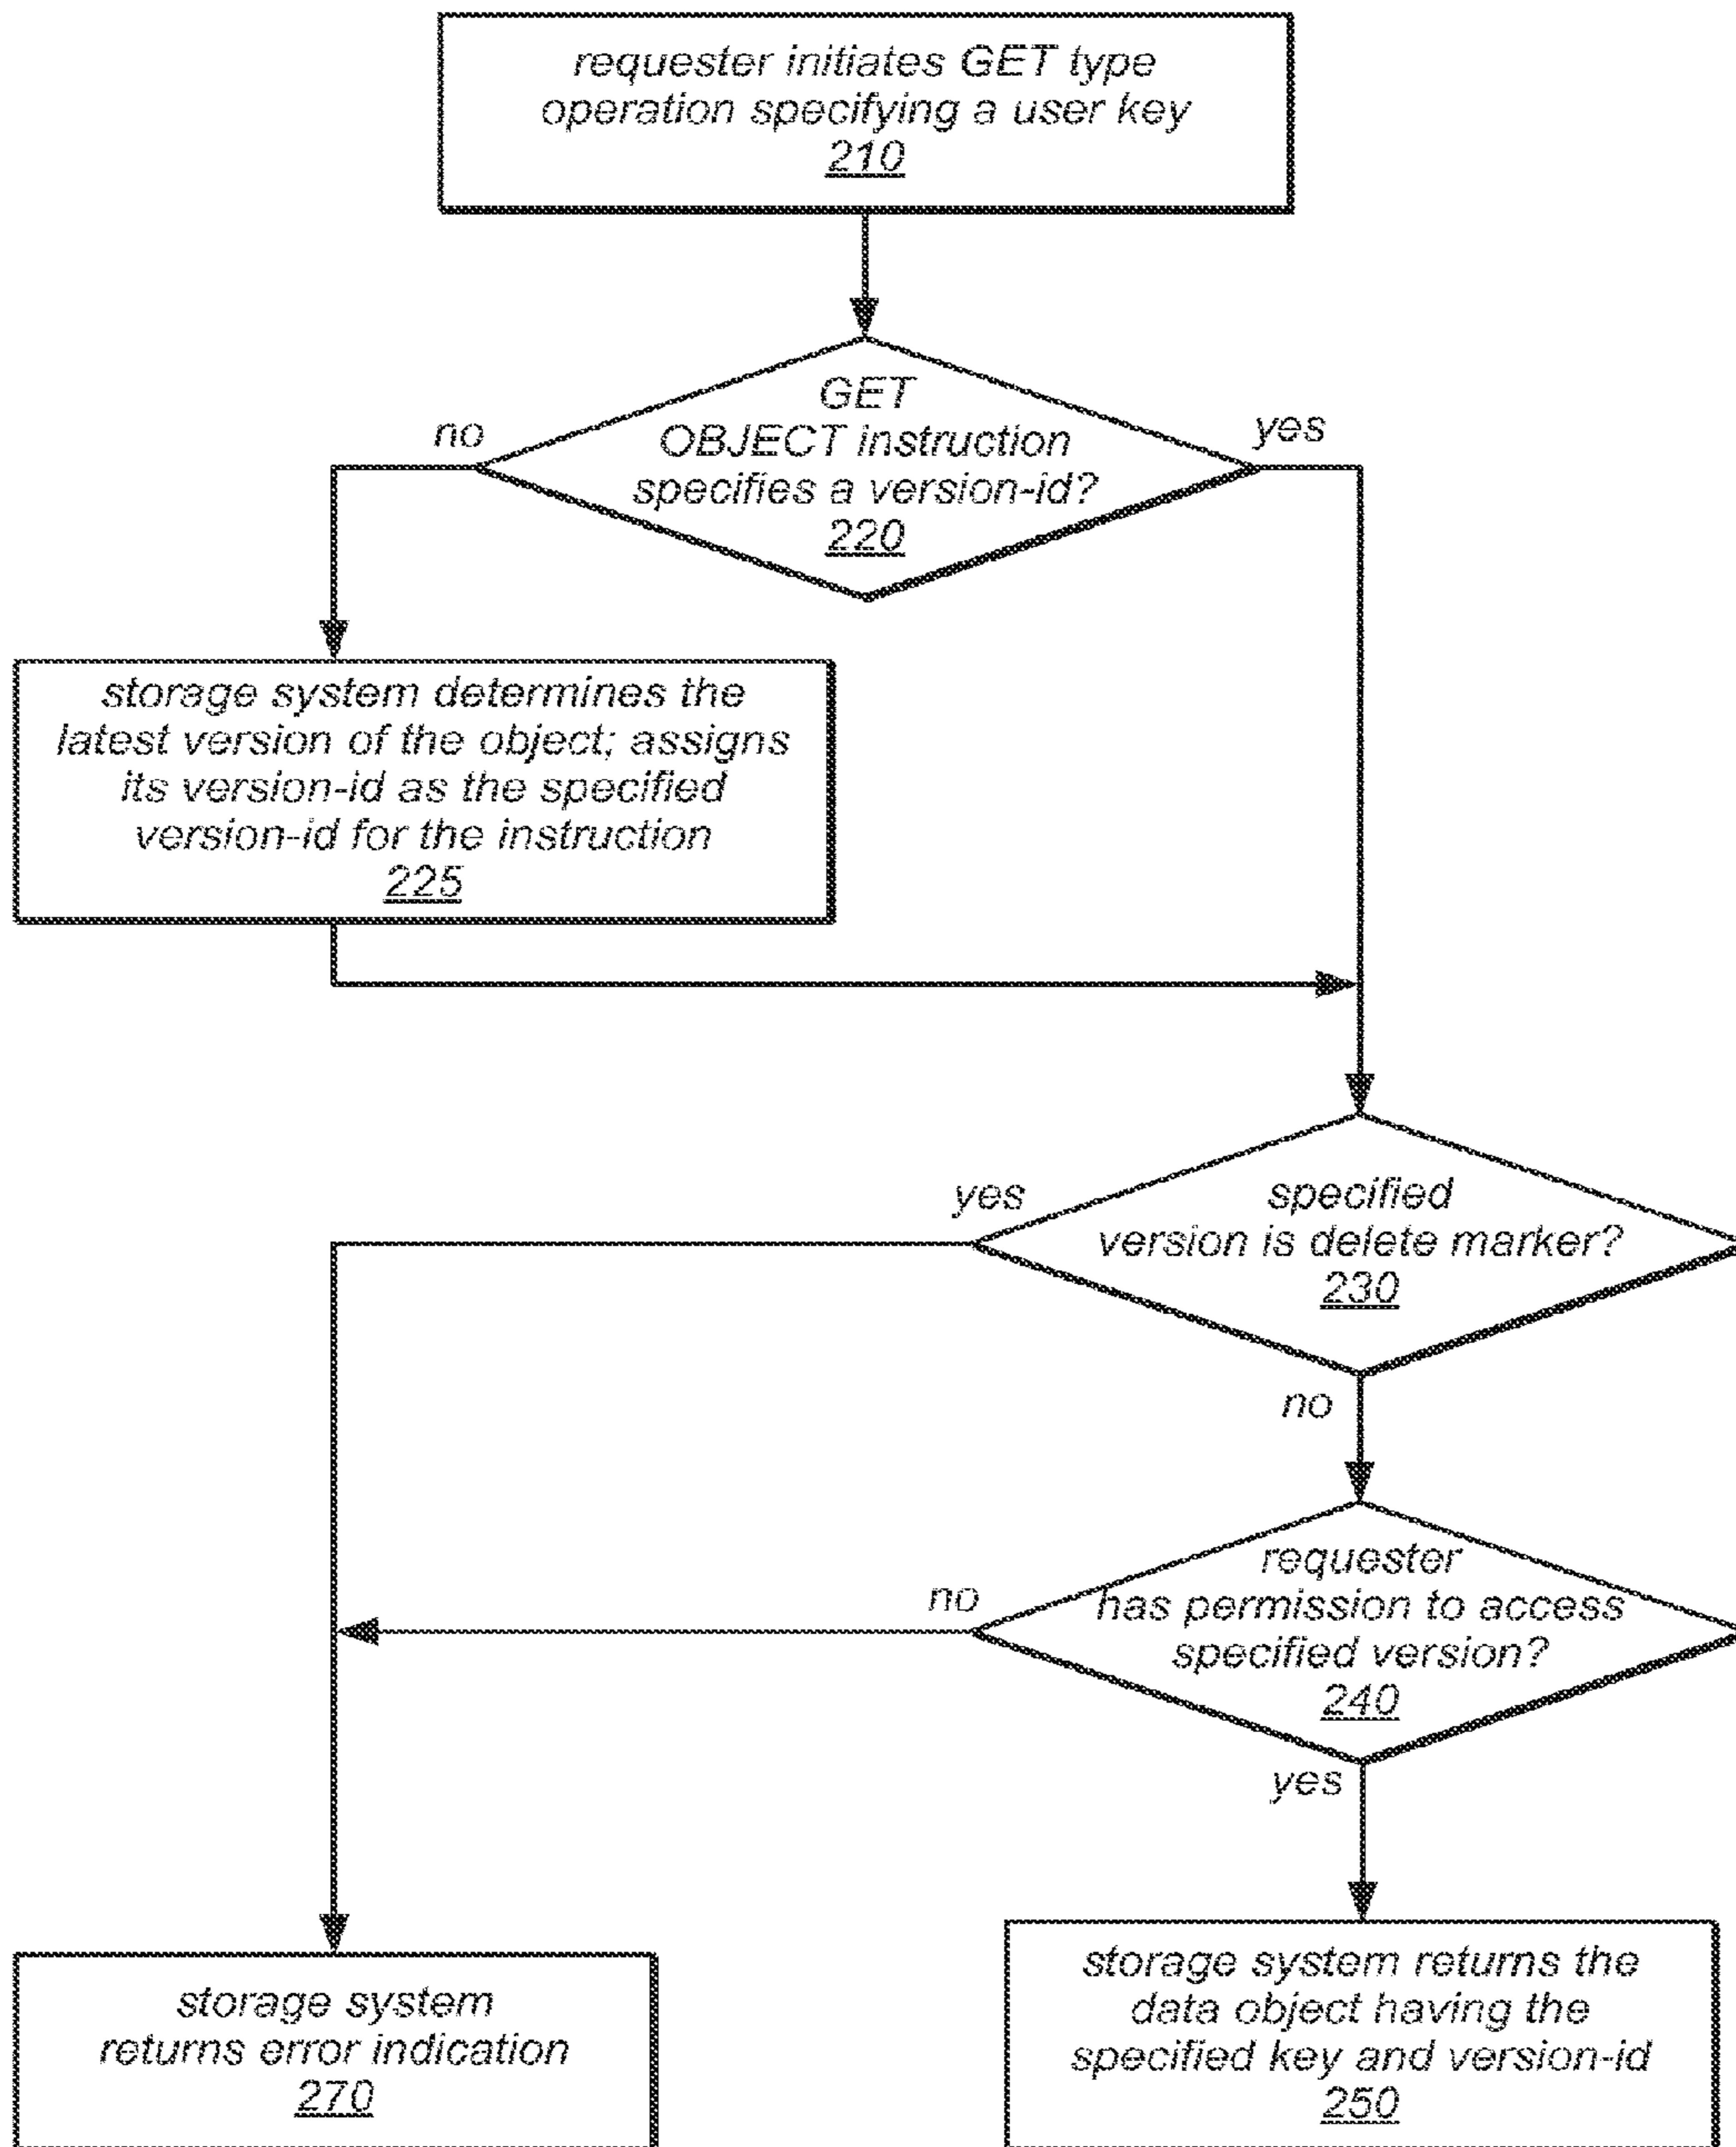 requester initiates GET type
operation specifying a user key
210
GET
OBJECT instruction
specifies a version-id?
220
no
yes
storage system determines the
latest version of the object; assigns
its version-id as the specified
version-id for the instruction
225
specified
version is delete marker?
230
yes
no
requester
has permission to access
specified version?
240
no
yes
storage system
returns error indication
270
storage system returns the
data object having the
specified key and version-id
250